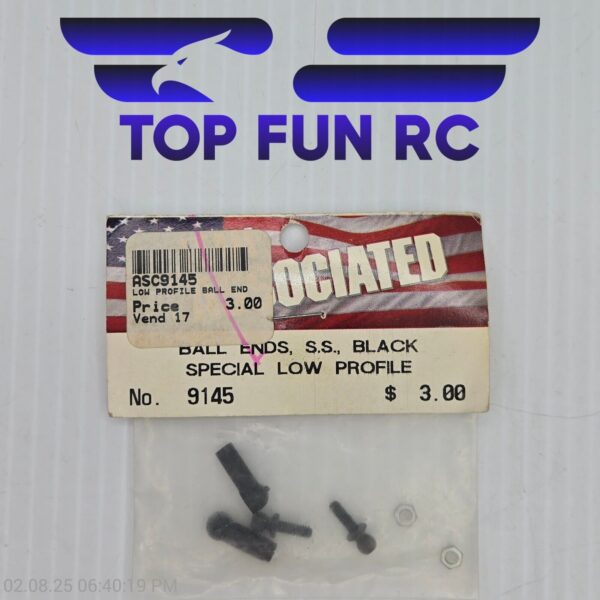 TOP FUN RC
OCIATED
ASC9145
LOW PROFILE BALL END
Price 3.00
Vend 17
BALL ENDS, S.S., BLACK
SPECIAL LOW PROFILE
No. 9145 $ 3.00
02.08.25 06:40:19 PM